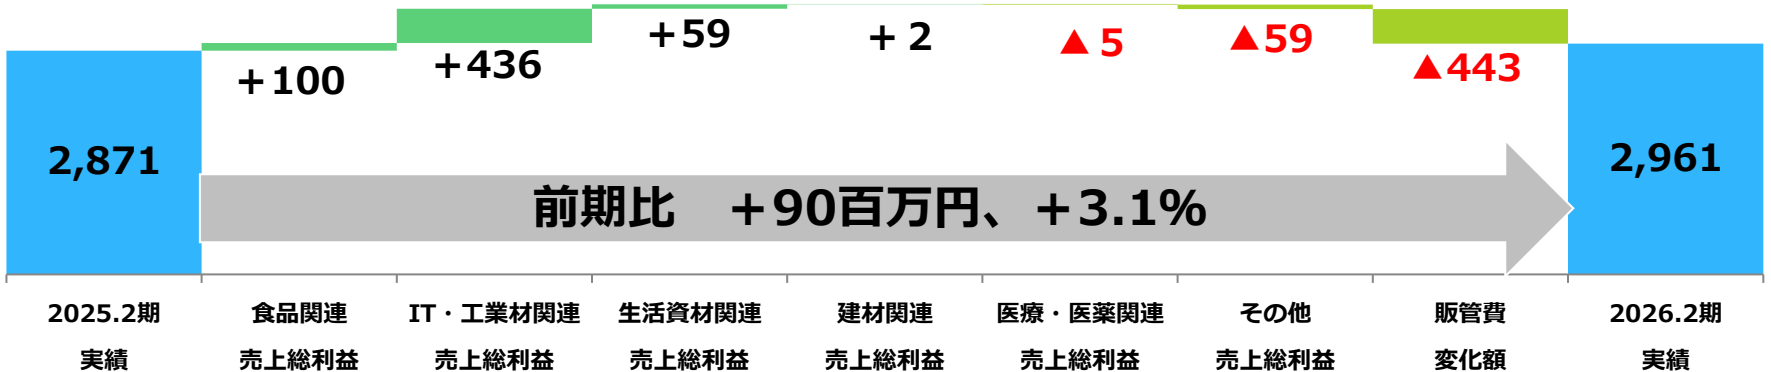 +59
+2
▲5
▲59
+436
▲443
+100
2,871
2,961
前期比　+90百万円、+3.1%
2025.2期
実績
食品関連
売上総利益
IT・工業材関連
売上総利益
生活資材関連
売上総利益
建材関連
売上総利益
医療・医薬関連
売上総利益
その他
売上総利益
販管費
変化額
2026.2期
実績